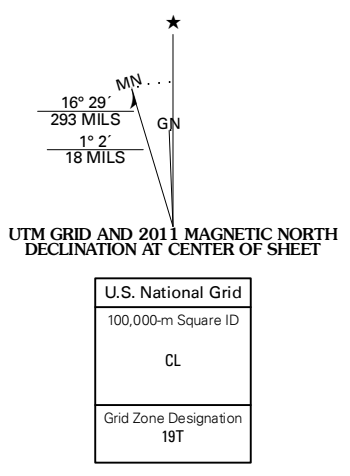 ★
MN
16° 29´
293 MILS
GN
1° 2´
18 MILS
UTM GRID AND 2011 MAGNETIC NORTH
DECLINATION AT CENTER OF SHEET
U.S. National Grid
100,000-m Square ID
CL
Grid Zone Designation
19T